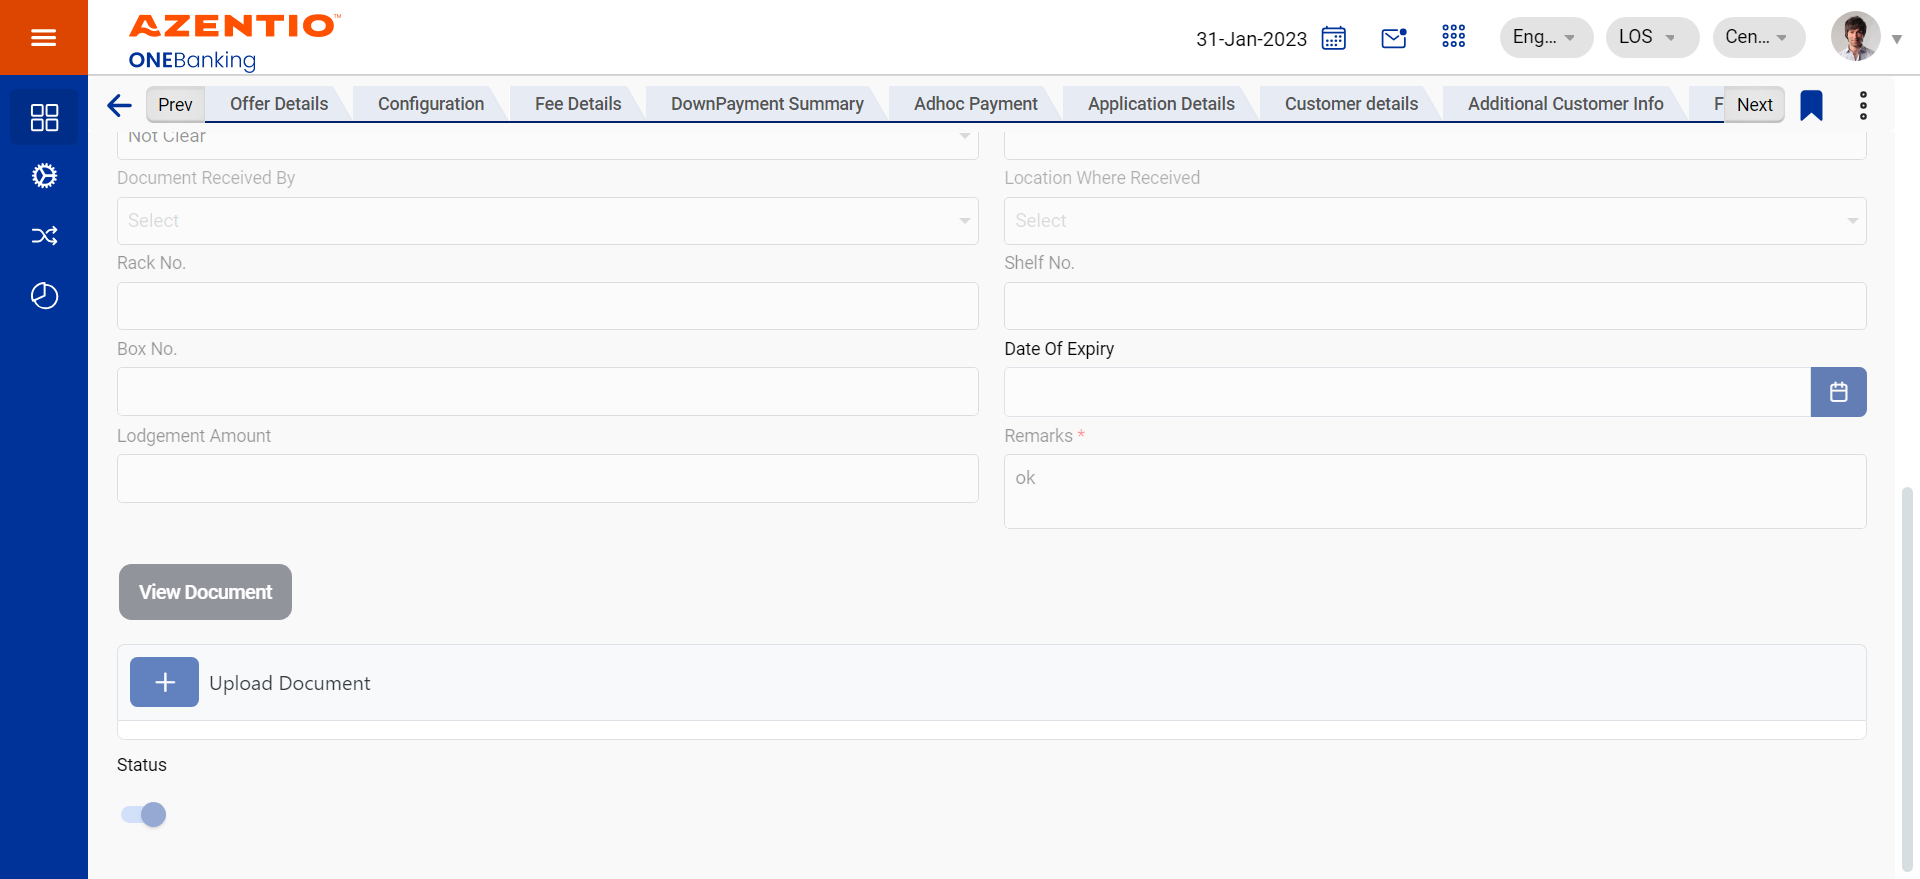 AZENTIO™
ONEBanking
31-Jan-2023
Eng...
LOS
Cen...
Prev
Offer Details
Configuration
Fee Details
DownPayment Summary
Adhoc Payment
Application Details
Customer details
Additional Customer Info
F
Next
Not Clear
Document Received By
Location Where Received
Select
Select
Rack No.
Shelf No.
Box No.
Date Of Expiry
Lodgement Amount
Remarks *
ok
View Document
Upload Document
Status